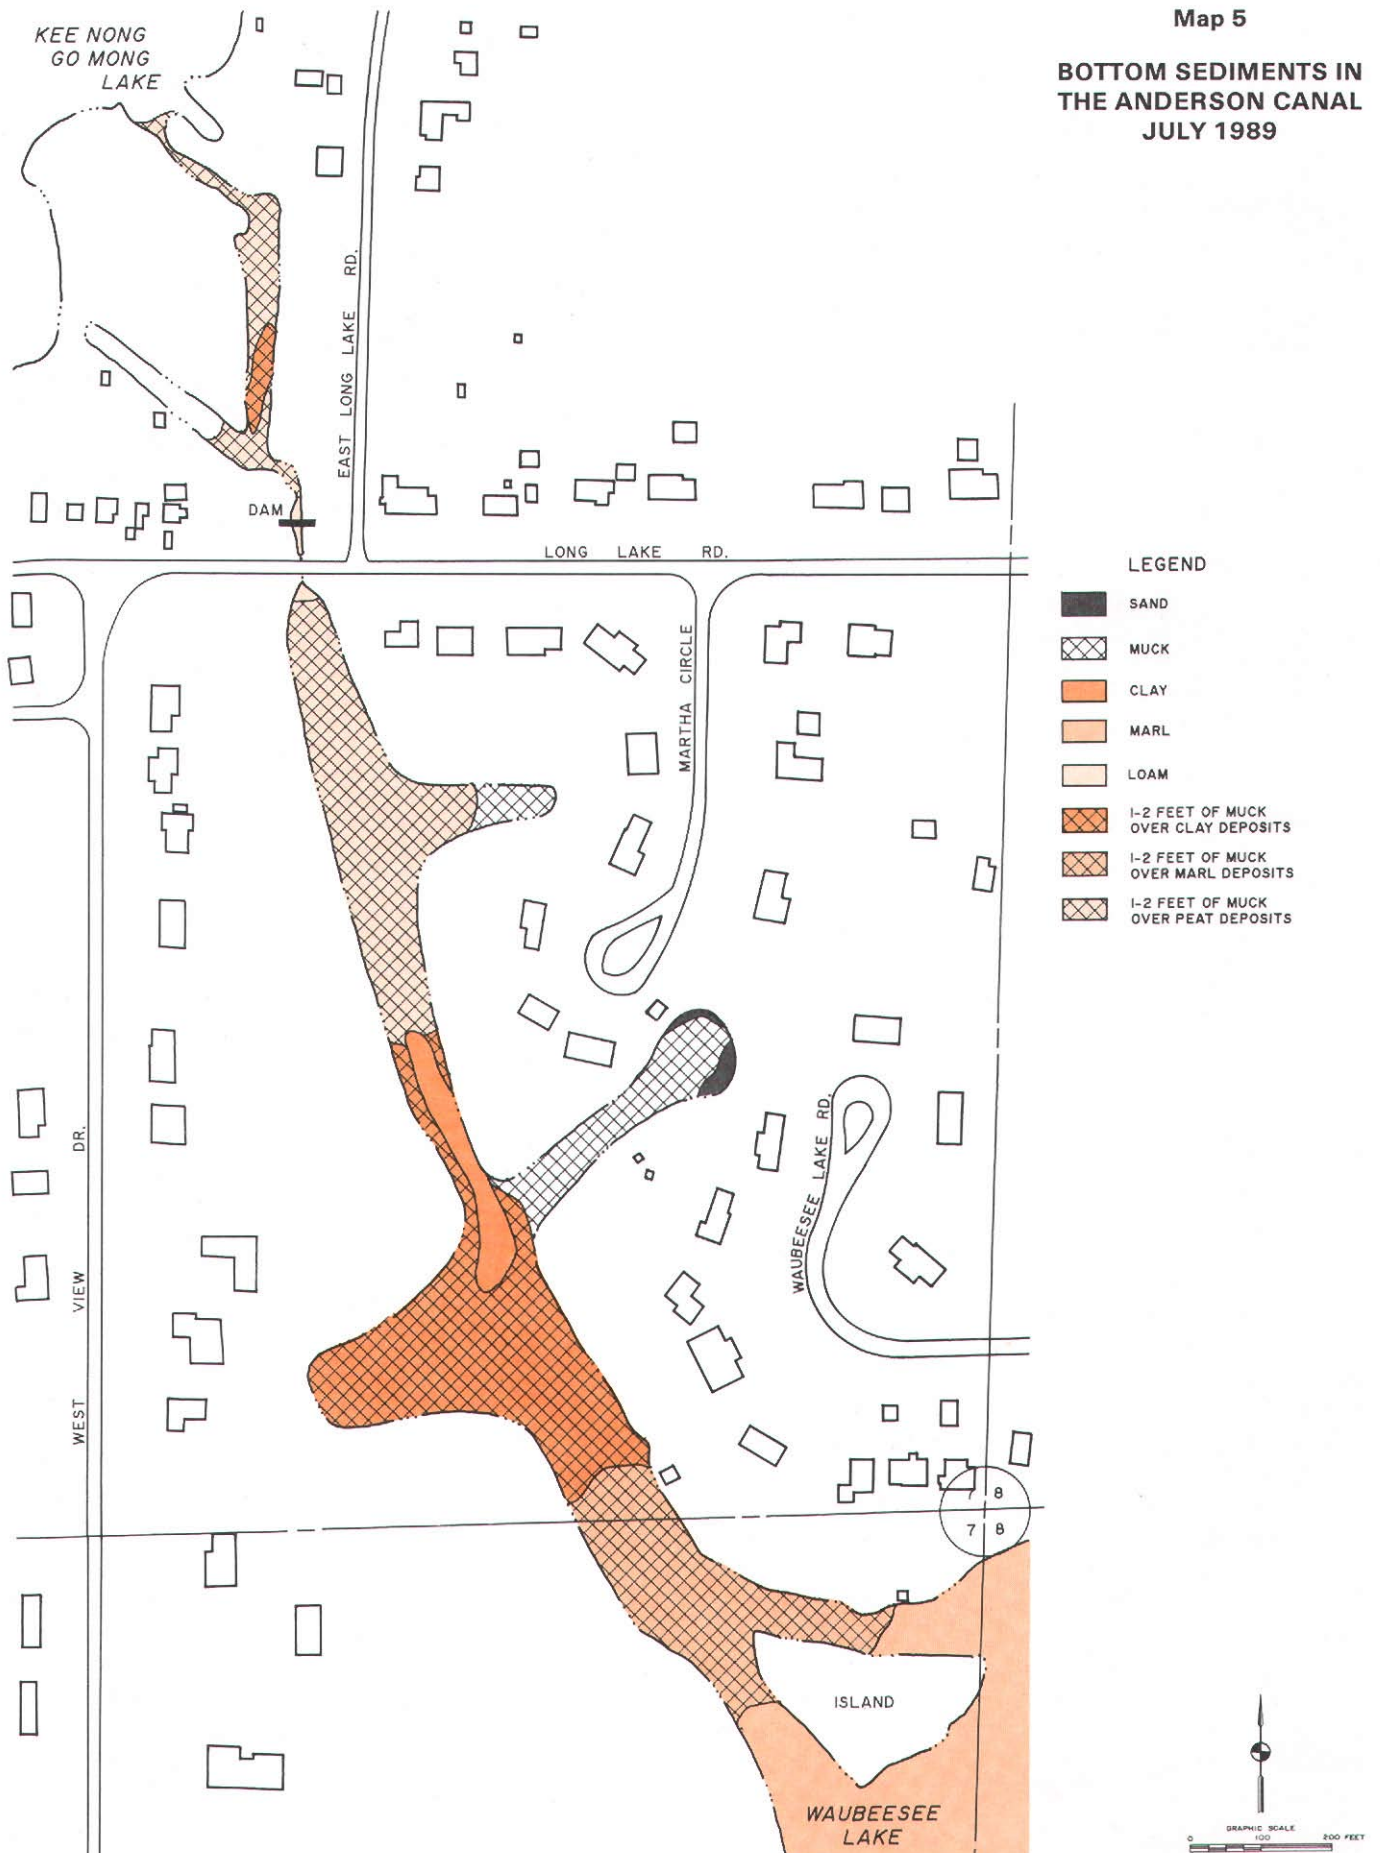 Map 5
BOTTOM SEDIMENTS IN
THE ANDERSON CANAL
JULY 1989
KEE NONG
GO MONG
LAKE
EAST LONG LAKE RD.
DAM
LONG LAKE RD.
MARTHA CIRCLE
LEGEND
SAND
MUCK
CLAY
MARL
LOAM
1-2 FEET OF MUCK
OVER CLAY DEPOSITS
1-2 FEET OF MUCK
OVER MARL DEPOSITS
1-2 FEET OF MUCK
OVER PEAT DEPOSITS
WAUBEESEE LAKE RD.
WEST VIEW DR.
7 8
7 8
ISLAND
WAUBEESEE
LAKE
GRAPHIC SCALE
0 100 200 FEET